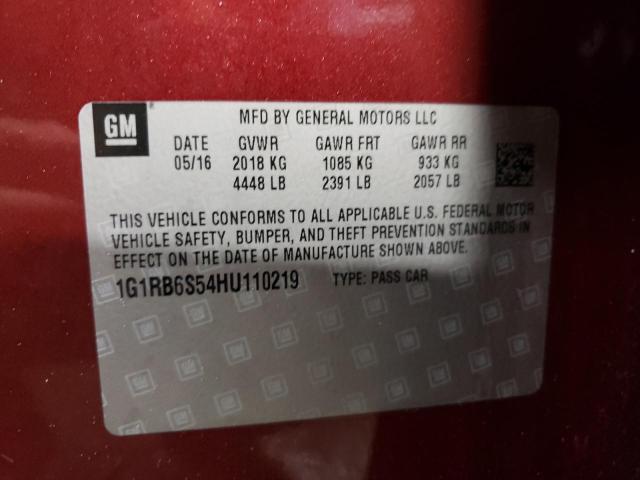 GM
MFD BY GENERAL MOTORS LLC
DATE GVWR GAWR FRT GAWR RR
05/16 2018 KG 1085 KG 933 KG
4448 LB 2391 LB 2057 LB
THIS VEHICLE CONFORMS TO ALL APPLICABLE U.S. FEDERAL MOTOR
VEHICLE SAFETY, BUMPER, AND THEFT PREVENTION STANDARDS IN
EFFECT ON THE DATE OF MANUFACTURE SHOWN ABOVE.
1G1RB6S54HU110219 TYPE: PASS CAR